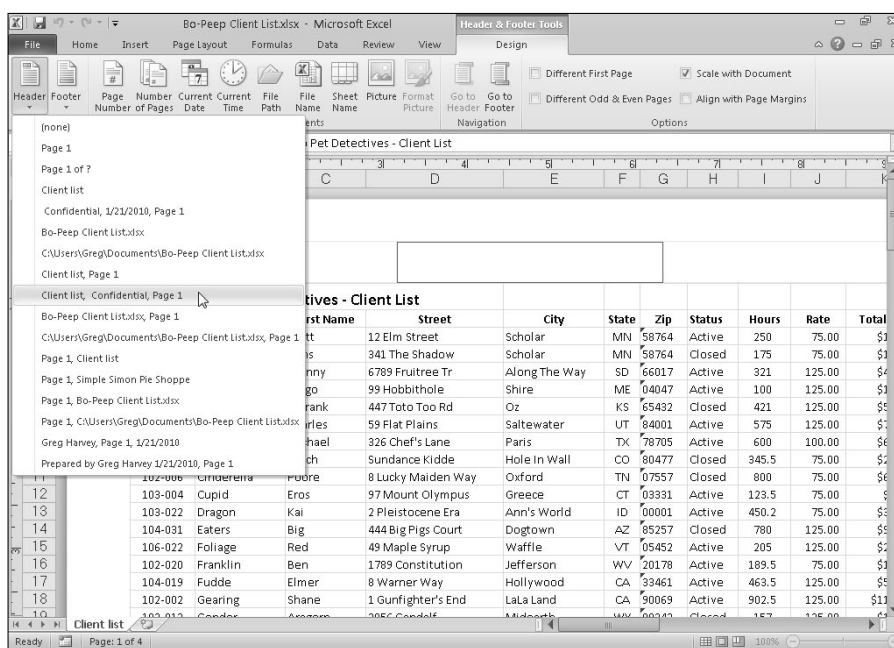 Bo-Peep Client List.xlsx - Microsoft Excel
Header & Footer Tools
File Home Insert Page Layout Formulas Data Review View Design
Header Footer Page Number Number of Pages Current Date Current Time File Path File Name Sheet Name Picture Format Picture Go to Header Go to Footer
Different First Page Scale with Document
Different Odd & Even Pages Align with Page Margins
Navigation Options
(none)
Page 1
Page 1 of ?
Client list
Confidential, 1/21/2010, Page 1
Bo-Peep Client List.xlsx
C:\Users\Greg\Documents\Bo-Peep Client List.xlsx
Client list, Page 1
Client list, Confidential, Page 1
Bo-Peep Client List.xlsx, Page 1
C:\Users\Greg\Documents\Bo-Peep Client List.xlsx, Page 1
Page 1, Client list
Page 1, Simple Simon Pie Shoppe
Page 1, Bo-Peep Client List.xlsx
Page 1, C:\Users\Greg\Documents\Bo-Peep Client List.xlsx
Greg Harvey, Page 1, 1/21/2010
Prepared by Greg Harvey 1/21/2010, Page 1
Pet Detectives - Client List
3 4 5 6 7 8
C D E F G H I J
Client List
Name Street City State Zip Status Hours Rate Total
12 Elm Street Scholar MN 58764 Active 250 75.00
341 The Shadow Scholar MN 58764 Closed 175 75.00
6789 Fruitree Tr Along The Way SD 66017 Active 321 125.00
99 Hobbithole Shire ME 04047 Active 100 125.00
447 Toto Too Rd Oz KS 65432 Closed 421 125.00
59 Flat Plains Saltewater UT 84001 Active 575 125.00
326 Chef's Lane Paris TX 78705 Active 600 100.00
Sundance Kidde Hole In Wall CO 80477 Closed 345.5 75.00
11 102-006 Cinderella Poore 8 Lucky Maiden Way Oxford TN 07557 Closed 800 75.00
12 103-004 Cupid Eros 97 Mount Olympus Greece CT 03331 Active 123.5 75.00
13 103-022 Dragon Kai 2 Pleistocene Era Ann's World ID 00001 Active 450.2 75.00
14 104-031 Eaters Big 444 Big Pigs Court Dogtown AZ 85257 Closed 780 125.00
15 106-022 Foliage Red 49 Maple Syrup Waffle VT 05452 Active 205 125.00
16 102-020 Franklin Ben 1789 Constitution Jefferson WV 20178 Active 189.5 75.00
17 104-019 Fudde Elmer 8 Warner Way Hollywood CA 33461 Active 463.5 125.00
18 102-002 Gearing Shane 1 Gunfighter's End LaLa Land CA 90069 Active 902.5 125.00
Client list
Ready Page: 1 of 4 100%